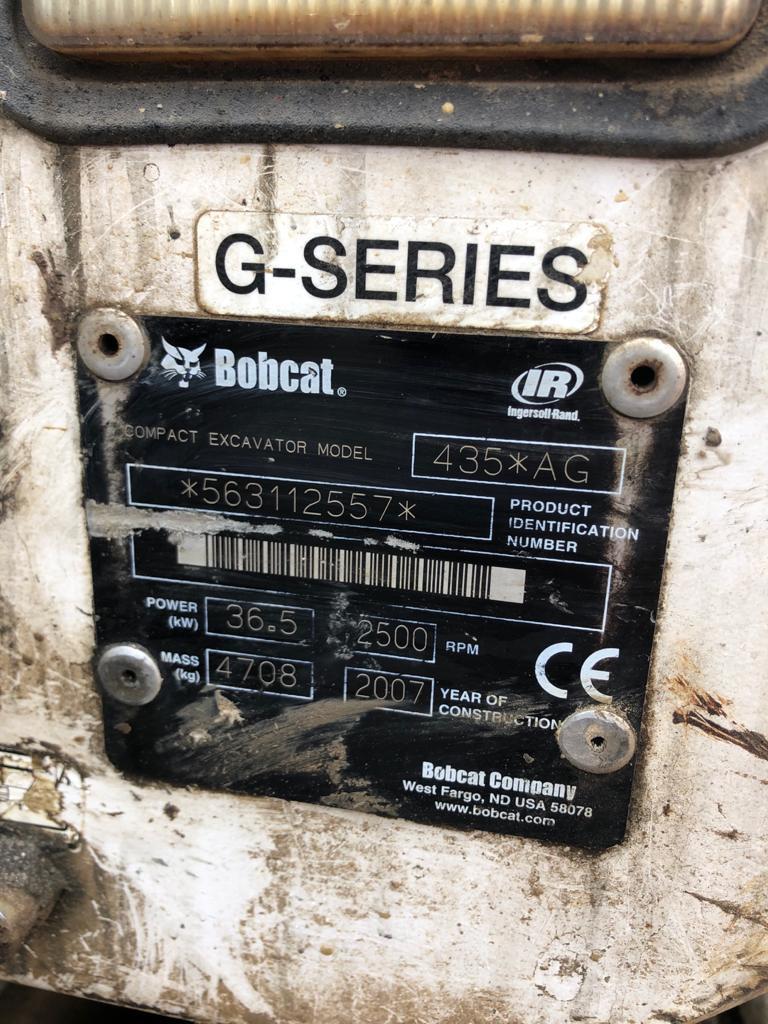 G-SERIES
Bobcat®
IR
Ingersoll-Rand.
COMPACT EXCAVATOR MODEL 435*AG
*563112557*
PRODUCT
IDENTIFICATION
NUMBER
POWER
(kW) 36.5 2500 RPM
MASS
(kg) 4708 2007 YEAR OF
CONSTRUCTION
CE
Bobcat Company
West Fargo, ND USA 58078
www.bobcat.com